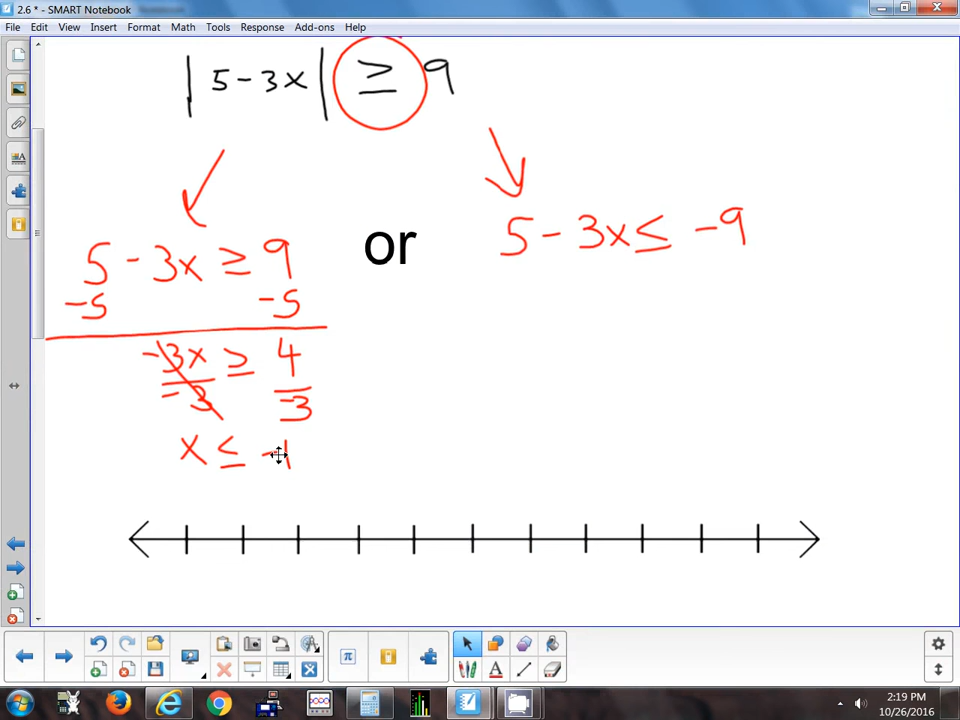 2.6 * - SMART Notebook
File Edit View Insert Format Math Tools Response Add-ons Help
| 5 - 3x | ≥ 9
5 - 3x ≥ 9 or 5 - 3x ≤ -9
-5 -5
-3x ≥ 4
-3 -3
x ≤ -
π A
2:19 PM
10/26/2016